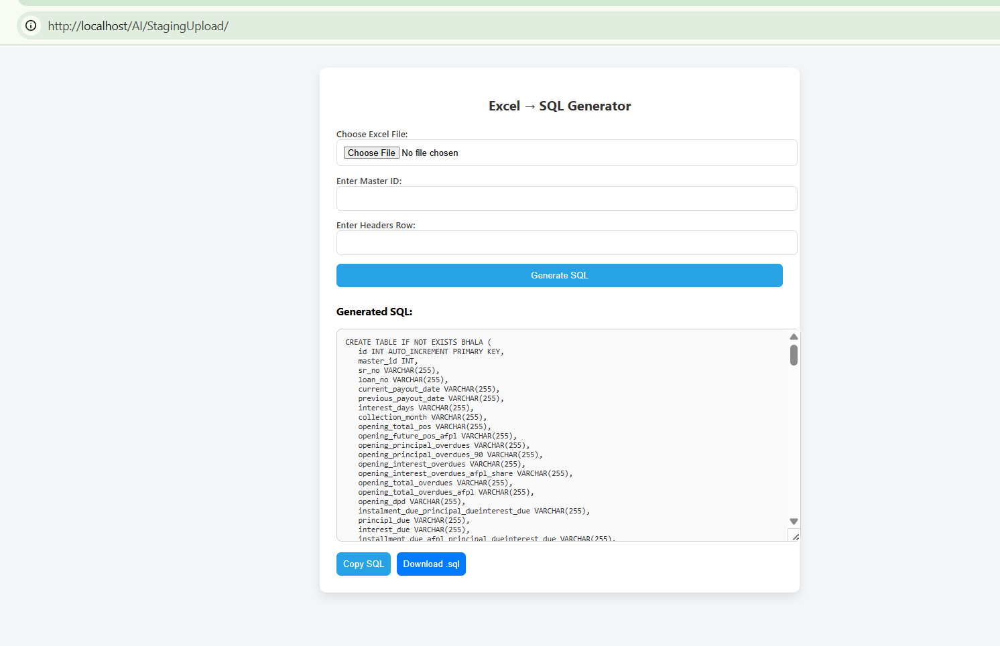 http://localhost/AI/StagingUpload/
Excel → SQL Generator
Choose Excel File:
Choose File No file chosen
Enter Master ID:
Enter Headers Row:
Generate SQL
Generated SQL:
CREATE TABLE IF NOT EXISTS BHALA (
id INT AUTO_INCREMENT PRIMARY KEY,
master_id INT,
sr_no VARCHAR(255),
loan_no VARCHAR(255),
current_payout_date VARCHAR(255),
previous_payout_date VARCHAR(255),
interest_days VARCHAR(255),
collection_month VARCHAR(255),
opening_total_pos VARCHAR(255),
opening_future_pos_afpl VARCHAR(255),
opening_principal_overdues VARCHAR(255),
opening_principal_overdues_90 VARCHAR(255),
opening_interest_overdues VARCHAR(255),
opening_interest_overdues_afpl_share VARCHAR(255),
opening_total_overdues VARCHAR(255),
opening_total_overdues_afpl VARCHAR(255),
opening_dpd VARCHAR(255),
instalment_due_principal_dueinterest_due VARCHAR(255),
principl_due VARCHAR(255),
interest_due VARCHAR(255),
installment_due_afpl_principal_dueinterest_due VARCHAR(255),
Copy SQL Download .sql